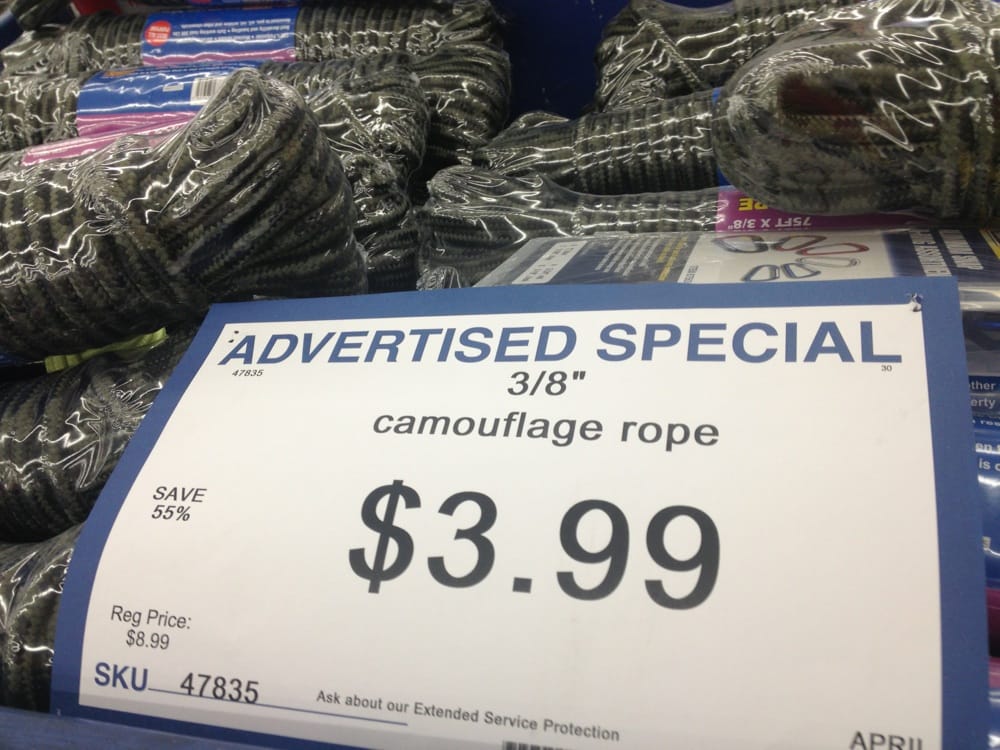 75FT X 3/8"
ADVERTISED SPECIAL
47835
30
3/8"
camouflage rope
SAVE
55%
$3.99
Reg Price:
$8.99
SKU 47835
Ask about our Extended Service Protection
APRIL